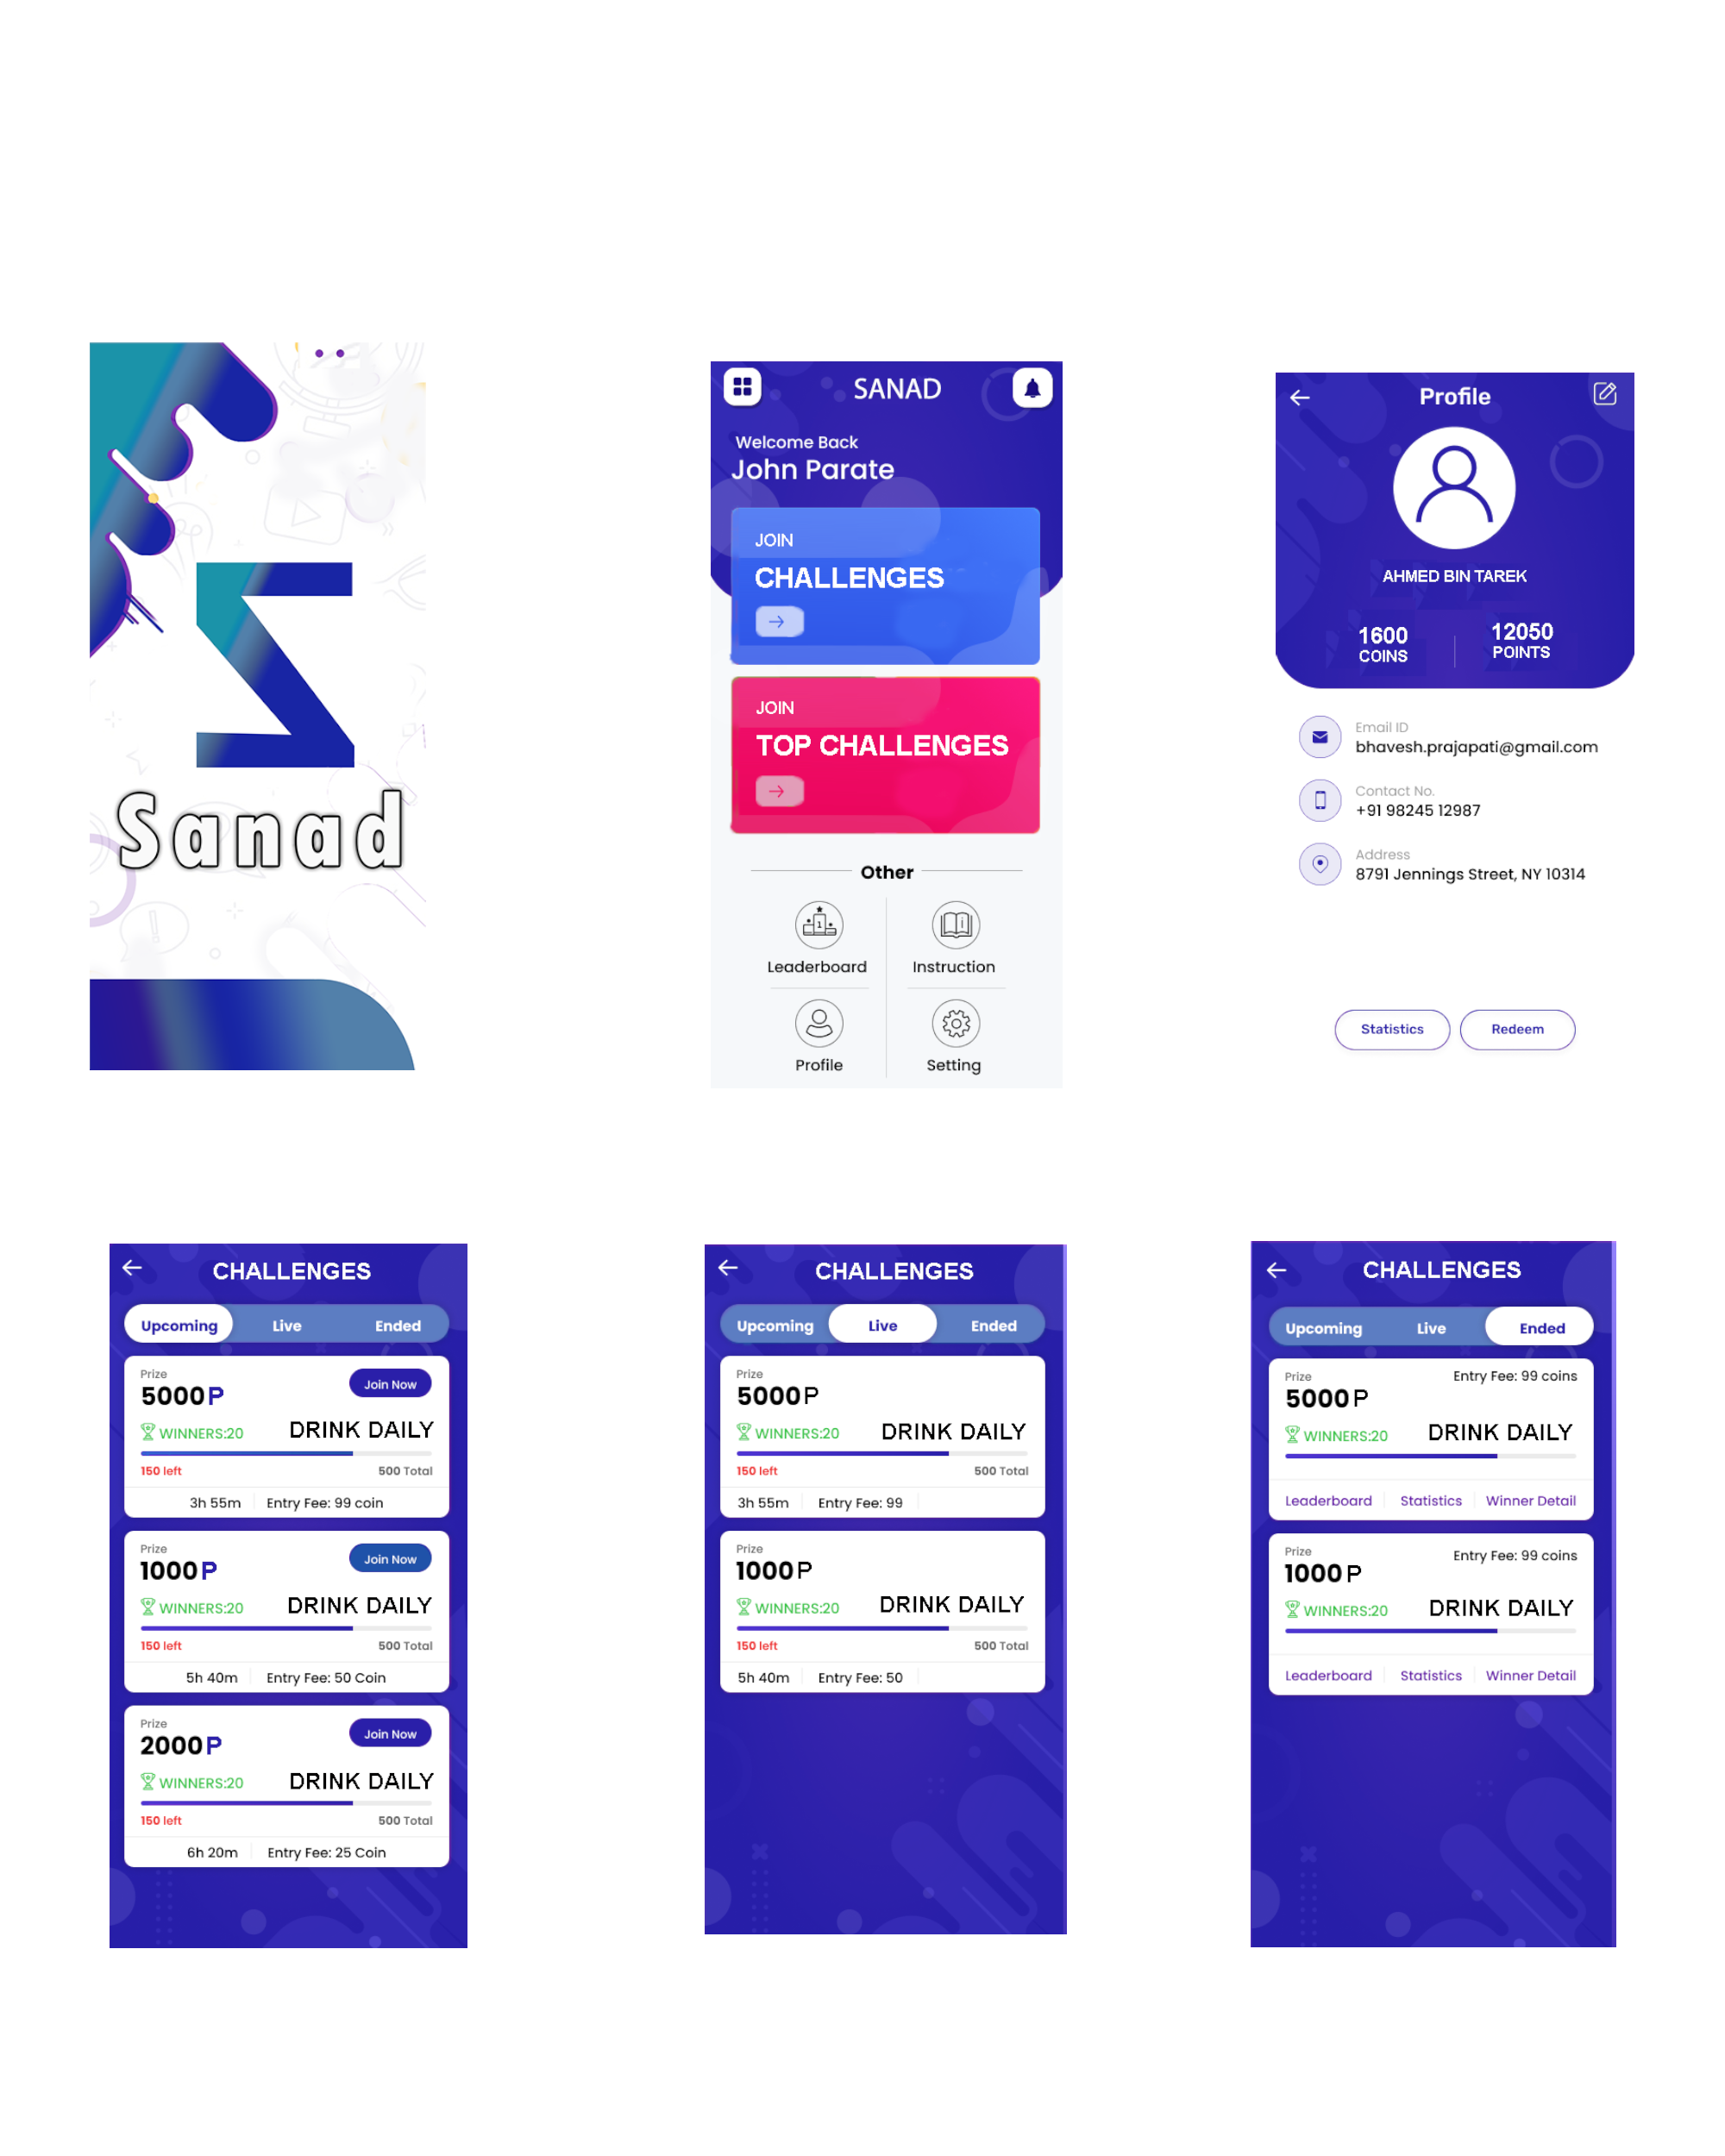 Sanad
SANAD
Welcome Back
John Parate
JOIN
CHALLENGES
JOIN
TOP CHALLENGES
Other
1
i
Leaderboard
Instruction
Profile
Setting
Profile
AHMED BIN TAREK
1600
COINS
12050
POINTS
Email ID
bhavesh.prajapati@gmail.com
Contact No.
+91 98245 12987
Address
8791 Jennings Street, NY 10314
Statistics
Redeem
CHALLENGES
Upcoming Live Ended
Prize
5000P
Join Now
WINNERS:20
DRINK DAILY
150 left
500 Total
3h 55m
Entry Fee: 99 coin
Prize
1000P
Join Now
WINNERS:20
DRINK DAILY
150 left
500 Total
5h 40m
Entry Fee: 50 Coin
Prize
2000P
Join Now
WINNERS:20
DRINK DAILY
150 left
500 Total
6h 20m
Entry Fee: 25 Coin
CHALLENGES
Upcoming Live Ended
Prize
5000P
WINNERS:20
DRINK DAILY
150 left
500 Total
3h 55m
Entry Fee: 99
Prize
1000P
WINNERS:20
DRINK DAILY
150 left
500 Total
5h 40m
Entry Fee: 50
CHALLENGES
Upcoming Live Ended
Prize
Entry Fee: 99 coins
5000P
WINNERS:20
DRINK DAILY
Leaderboard Statistics Winner Detail
Prize
Entry Fee: 99 coins
1000P
WINNERS:20
DRINK DAILY
Leaderboard Statistics Winner Detail